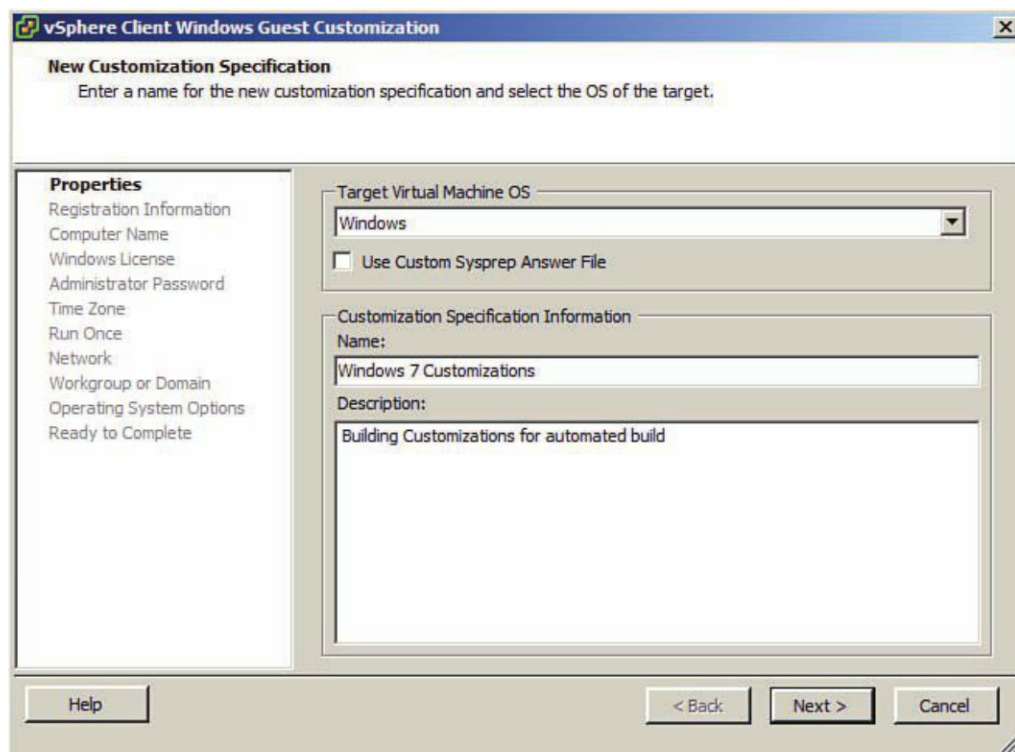 vSphere Client Windows Guest Customization
New Customization Specification
Enter a name for the new customization specification and select the OS of the target.
Properties
Registration Information
Computer Name
Windows License
Administrator Password
Time Zone
Run Once
Network
Workgroup or Domain
Operating System Options
Ready to Complete
Target Virtual Machine OS
Windows
Use Custom Sysprep Answer File
Customization Specification Information
Name:
Windows 7 Customizations
Description:
Building Customizations for automated build
Help
< Back
Next >
Cancel